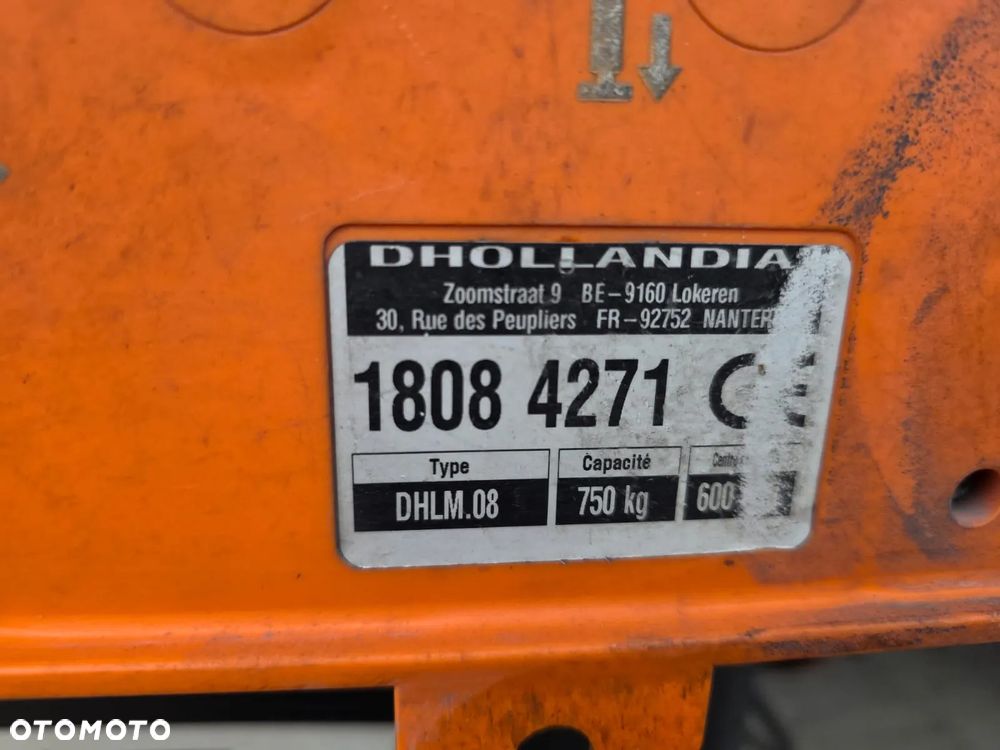 DHOLLANDIA
Zoomstraat 9 BE-9160 Lokeren
30, Rue des Peupliers FR-92752
1808 4271 CE
Type Capacité
DHLM.08 750 kg 600
OTOMOTO